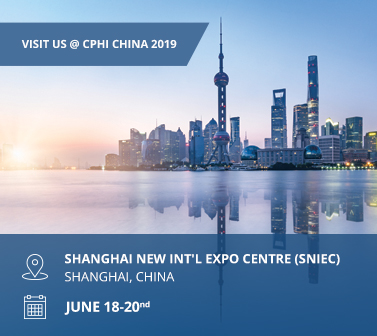 VISIT US @ CPHI CHINA 2019
SHANGHAI NEW INT'L EXPO CENTRE (SNIEC)
SHANGHAI, CHINA
JUNE 18-20nd